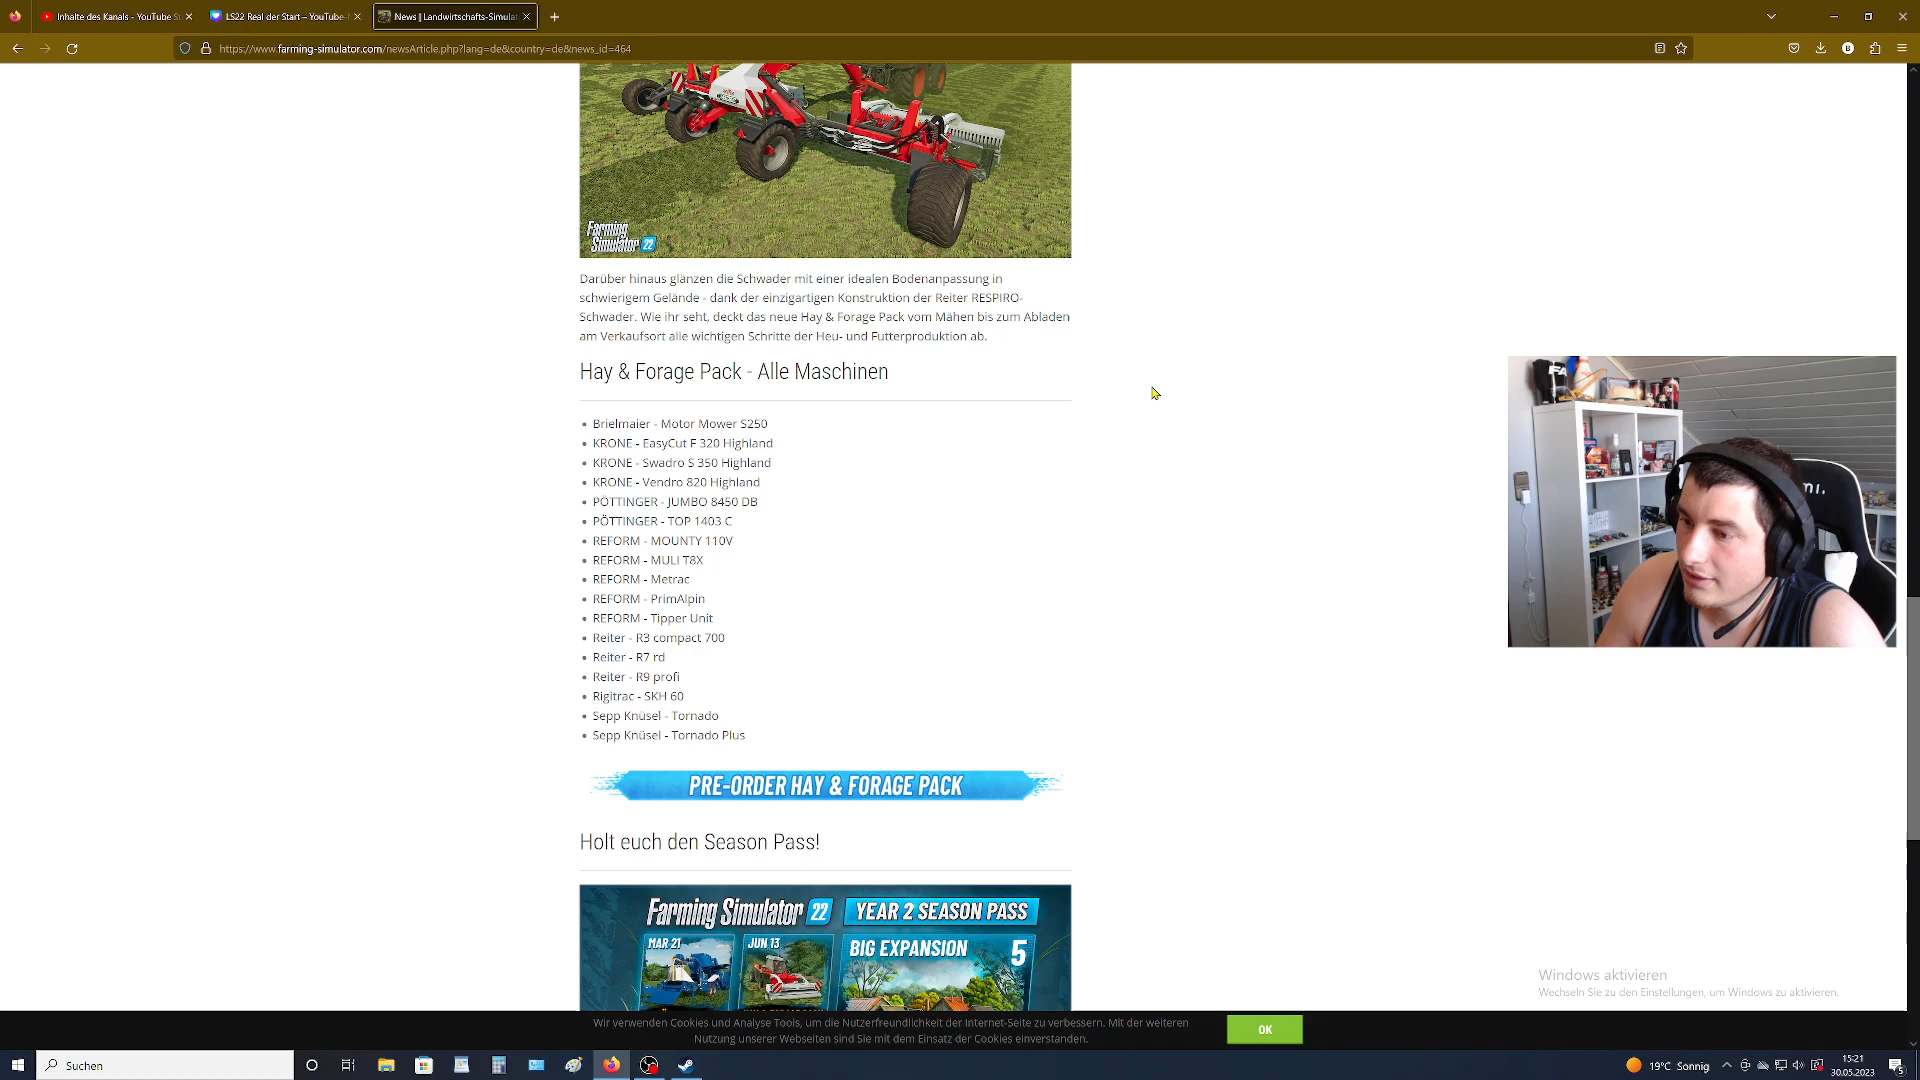 Inhalte des Kanals - YouTube St
LS22 Real der Start – YouTube-
News | Landwirtschafts-Simulat
https://www.farming-simulator.com/newsArticle.php?lang=de&country=de&news_id=464
Farming
Simulator 22
Darüber hinaus glänzen die Schwader mit einer idealen Bodenanpassung in
schwierigem Gelände - dank der einzigartigen Konstruktion der Reiter RESPIRO-
Schwader. Wie ihr seht, deckt das neue Hay & Forage Pack vom Mähen bis zum Abladen
am Verkaufsort alle wichtigen Schritte der Heu- und Futterproduktion ab.
Hay & Forage Pack - Alle Maschinen
Brielmaier - Motor Mower S250
KRONE - EasyCut F 320 Highland
KRONE - Swadro S 350 Highland
KRONE - Vendro 820 Highland
PÖTTINGER - JUMBO 8450 DB
PÖTTINGER - TOP 1403 C
REFORM - MOUNTY 110V
REFORM - MULI T8X
REFORM - Metrac
REFORM - PrimAlpin
REFORM - Tipper Unit
Reiter - R3 compact 700
Reiter - R7 rd
Reiter - R9 profi
Rigitrac - SKH 60
Sepp Knüsel - Tornado
Sepp Knüsel - Tornado Plus
PRE-ORDER HAY & FORAGE PACK
Holt euch den Season Pass!
Farming Simulator 22 YEAR 2 SEASON PASS
MAR 21 JUN 13 BIG EXPANSION 5
Windows aktivieren
Wechseln Sie zu den Einstellungen, um Windows zu aktivieren.
Wir verwenden Cookies und Analyse Tools, um die Nutzerfreundlichkeit der Internet-Seite zu verbessern. Mit der weiteren
Nutzung unserer Webseiten sind Sie mit dem Einsatz der Cookies einverstanden.
OK
Suchen
19°C Sonnig
15:21
30.05.2023
5